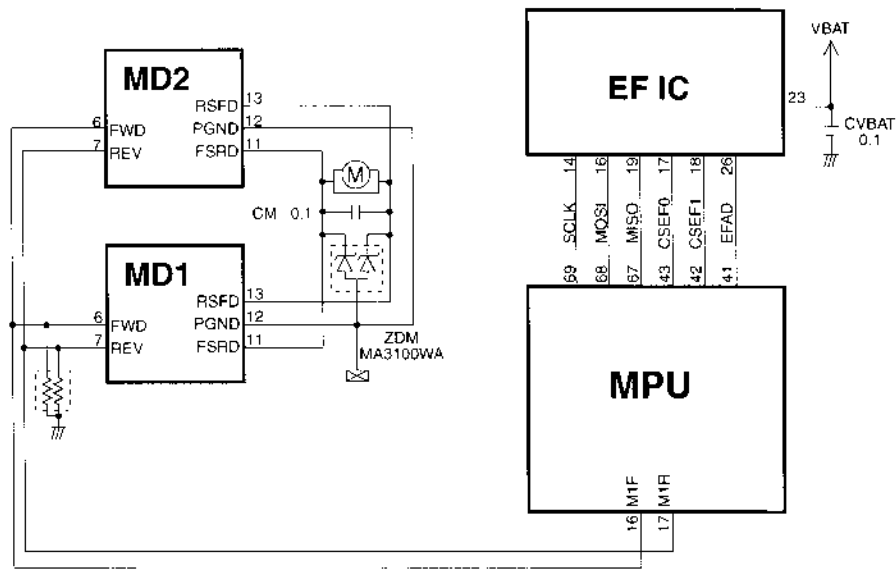 MD2
RSFD 13
6 FWD PGND 12
7 REV FSRD 11
M
CM 0.1
MD1
RSFD 13
6 FWD PGND 12
7 REV FSRD 11
ZDM
MA3100WA
EF IC
23
VBAT
CVBAT
0.1
14 16 19 17 18 26
SCLK
MOSI
MISO
CSEF0
CSEF1
EFAD
69 68 67 43 42 41
MPU
M1F
M1R
16 17